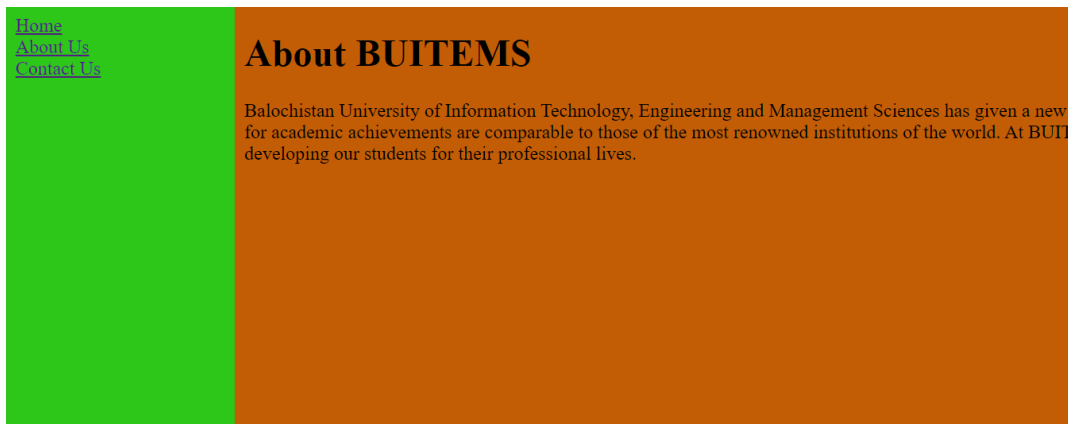 Home
About Us
Contact Us
About BUITEMS
Balochistan University of Information Technology, Engineering and Management Sciences has given a new
for academic achievements are comparable to those of the most renowned institutions of the world. At
developing our students for their professional lives.